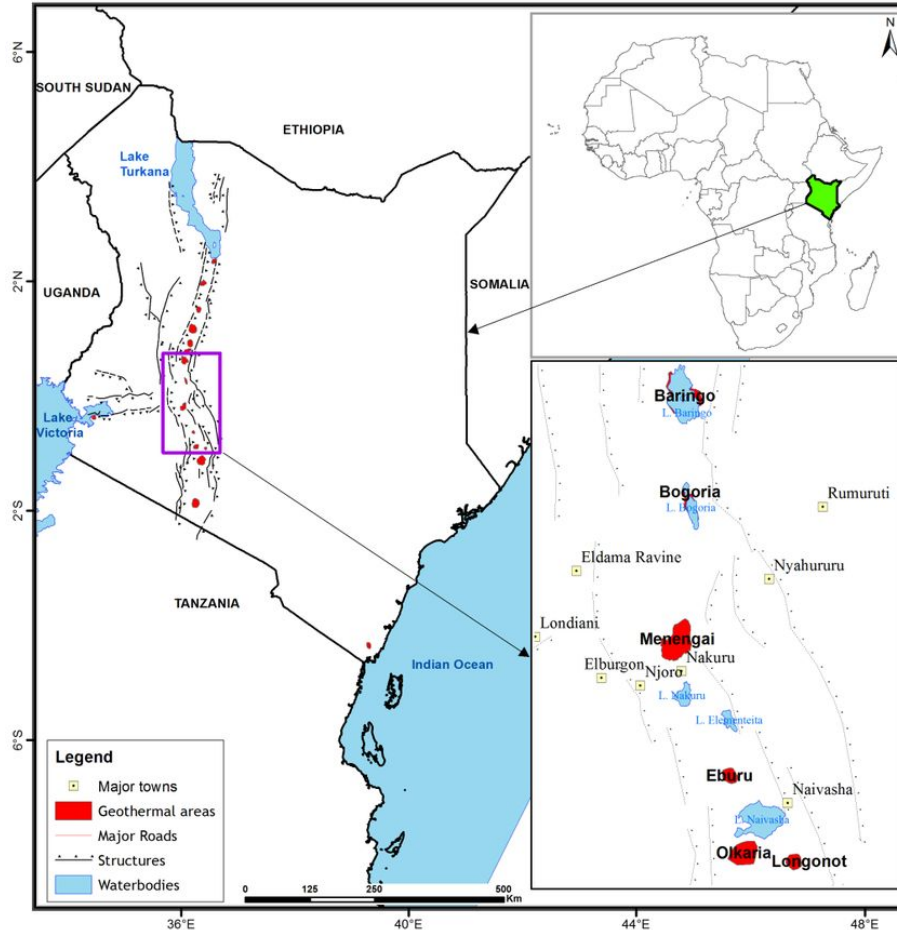 6°N
2°N
2°S
6°S
36°E
40°E
44°E
48°E
SOUTH SUDAN
ETHIOPIA
Lake
Turkana
UGANDA
SOMALIA
Lake
Victoria
TANZANIA
Indian Ocean
N
Baringo
L. Baringo
Bogoria
L. Bogoria
Rumuruti
Eldama Ravine
Nyahururu
Londiani
Menengai
Nakuru
Elburgon
Njoro
L. Nakuru
L. Elementeita
Eburu
Naivasha
L. Naivasha
Olkaria
Longonot
Legend
Major towns
Geothermal areas
Major Roads
Structures
Waterbodies
0 125 250 500
Km